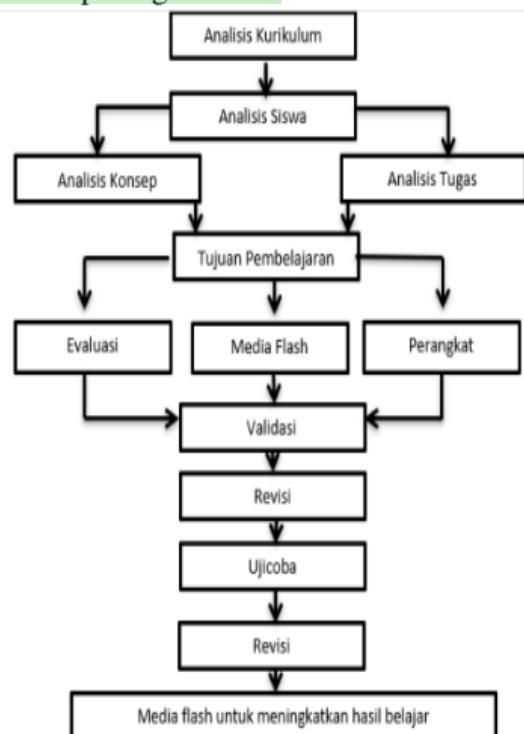 Analisis Kurikulum
Analisis Siswa
Analisis Konsep
Analisis Tugas
Tujuan Pembelajaran
Evaluasi
Media Flash
Perangkat
Validasi
Revisi
Ujicoba
Revisi
Media flash untuk meningkatkan hasil belajar